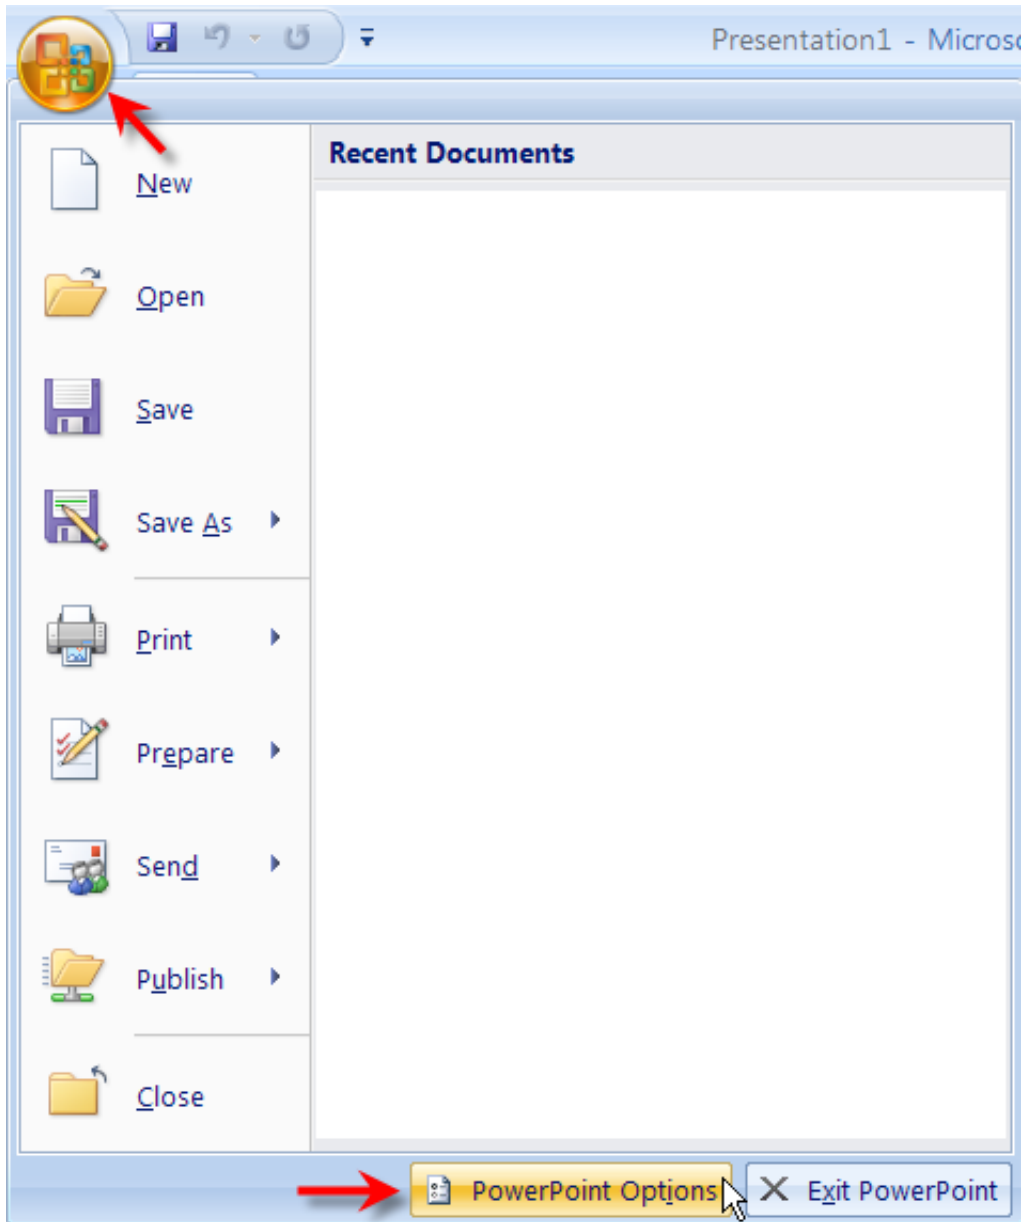 Presentation1 - Microso
Recent Documents
New
Open
Save
Save As
Print
Prepare
Send
Publish
Close
PowerPoint Options
Exit PowerPoint